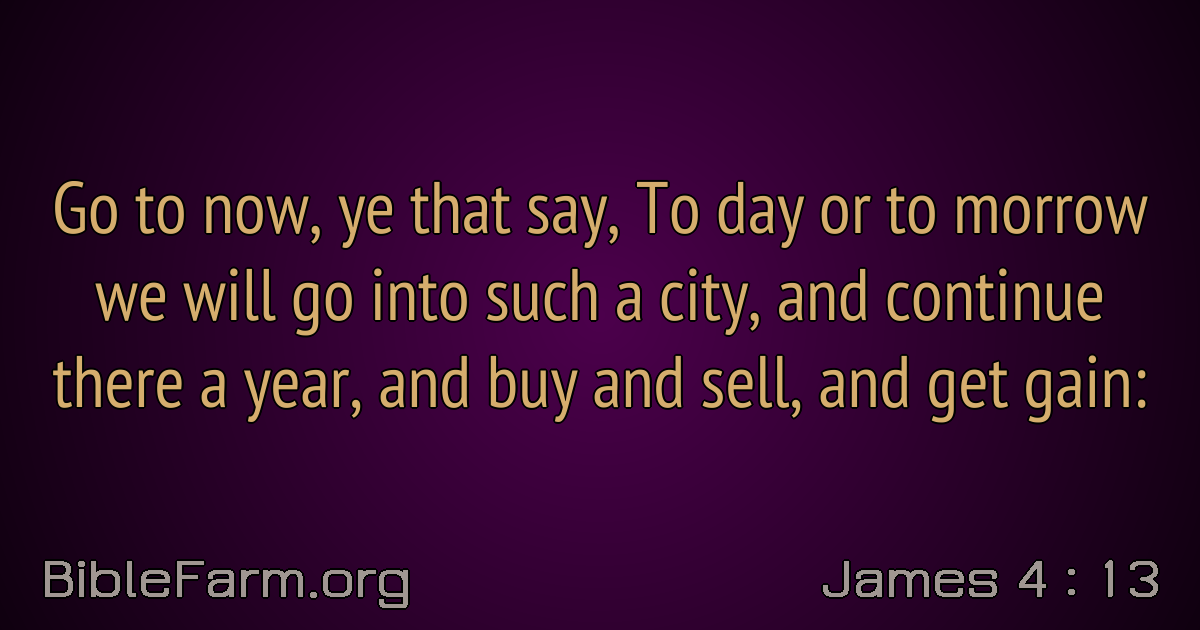 Go to now, ye that say, To day or to morrow
we will go into such a city, and continue
there a year, and buy and sell, and get gain:
BibleFarm.org
James 4 : 13